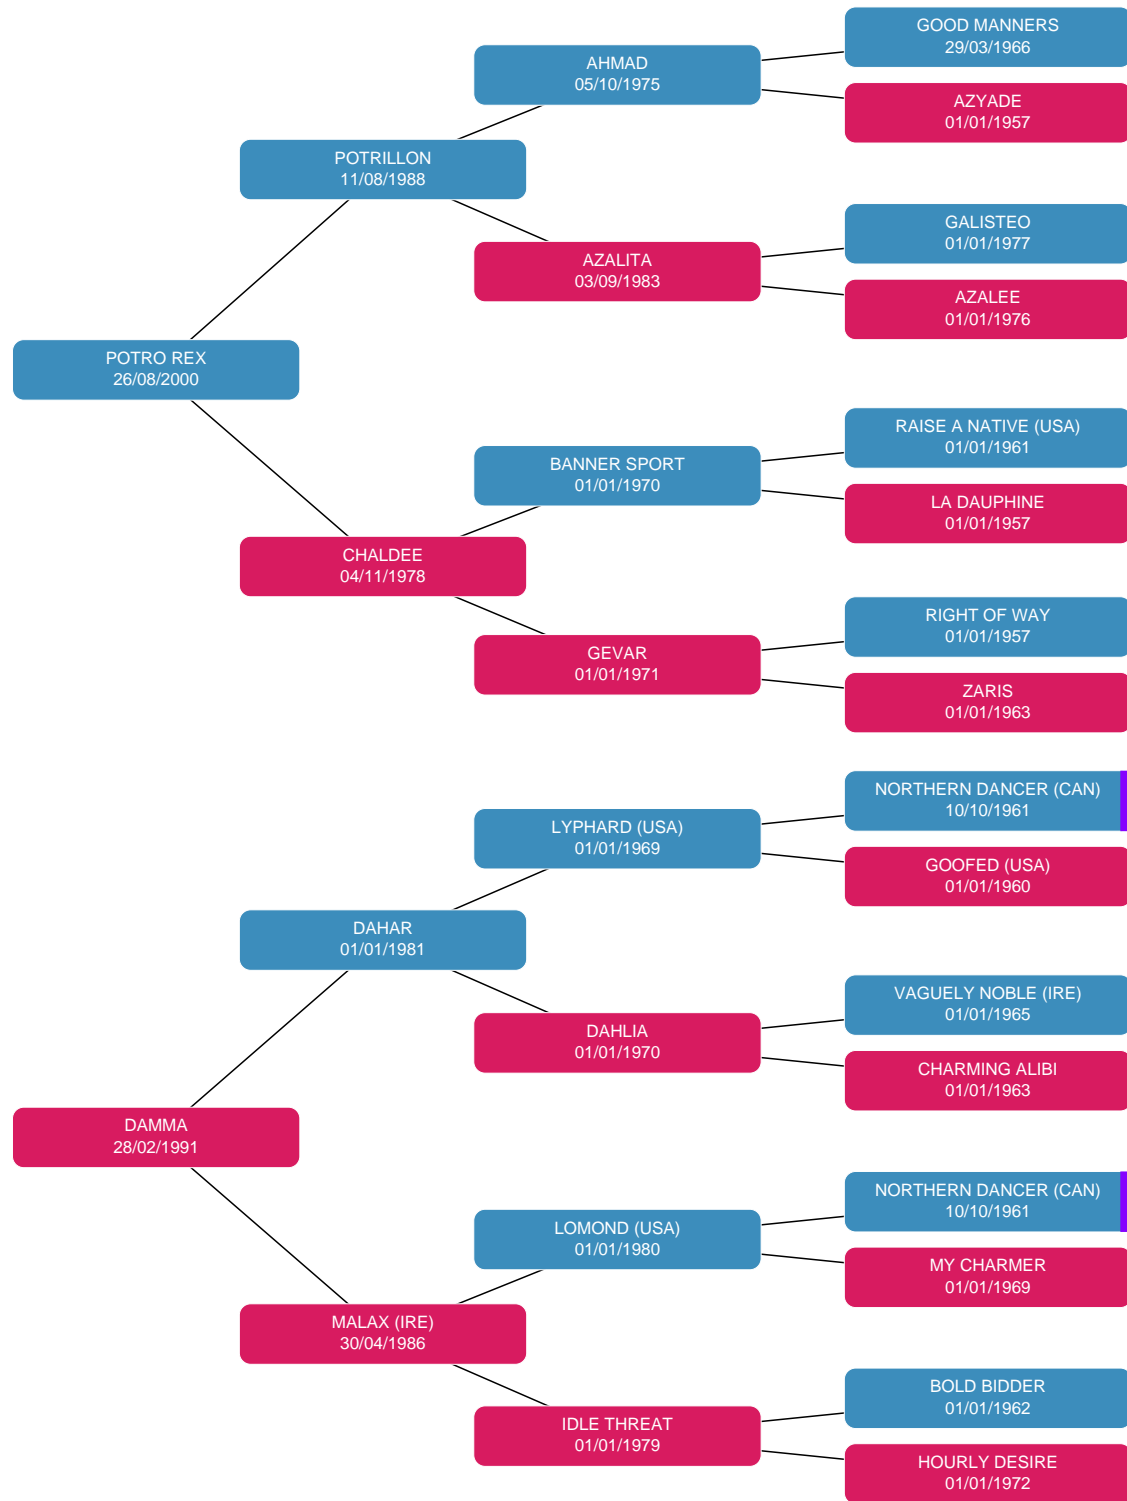 GOOD MANNERS
29/03/1966
AHMAD
05/10/1975
AZYADE
01/01/1957
POTRILLON
11/08/1988
GALISTEO
01/01/1977
AZALITA
03/09/1983
AZALEE
01/01/1976
POTRO REX
26/08/2000
RAISE A NATIVE (USA)
01/01/1961
BANNER SPORT
01/01/1970
LA DAUPHINE
01/01/1957
CHALDEE
04/11/1978
RIGHT OF WAY
01/01/1957
GEVAR
01/01/1971
ZARIS
01/01/1963
NORTHERN DANCER (CAN)
10/10/1961
LYPHARD (USA)
01/01/1969
GOOFED (USA)
01/01/1960
DAHAR
01/01/1981
VAGUELY NOBLE (IRE)
01/01/1965
DAHLIA
01/01/1970
CHARMING ALIBI
01/01/1963
DAMMA
28/02/1991
NORTHERN DANCER (CAN)
10/10/1961
LOMOND (USA)
01/01/1980
MY CHARMER
01/01/1969
MALAX (IRE)
30/04/1986
BOLD BIDDER
01/01/1962
IDLE THREAT
01/01/1979
HOURLY DESIRE
01/01/1972